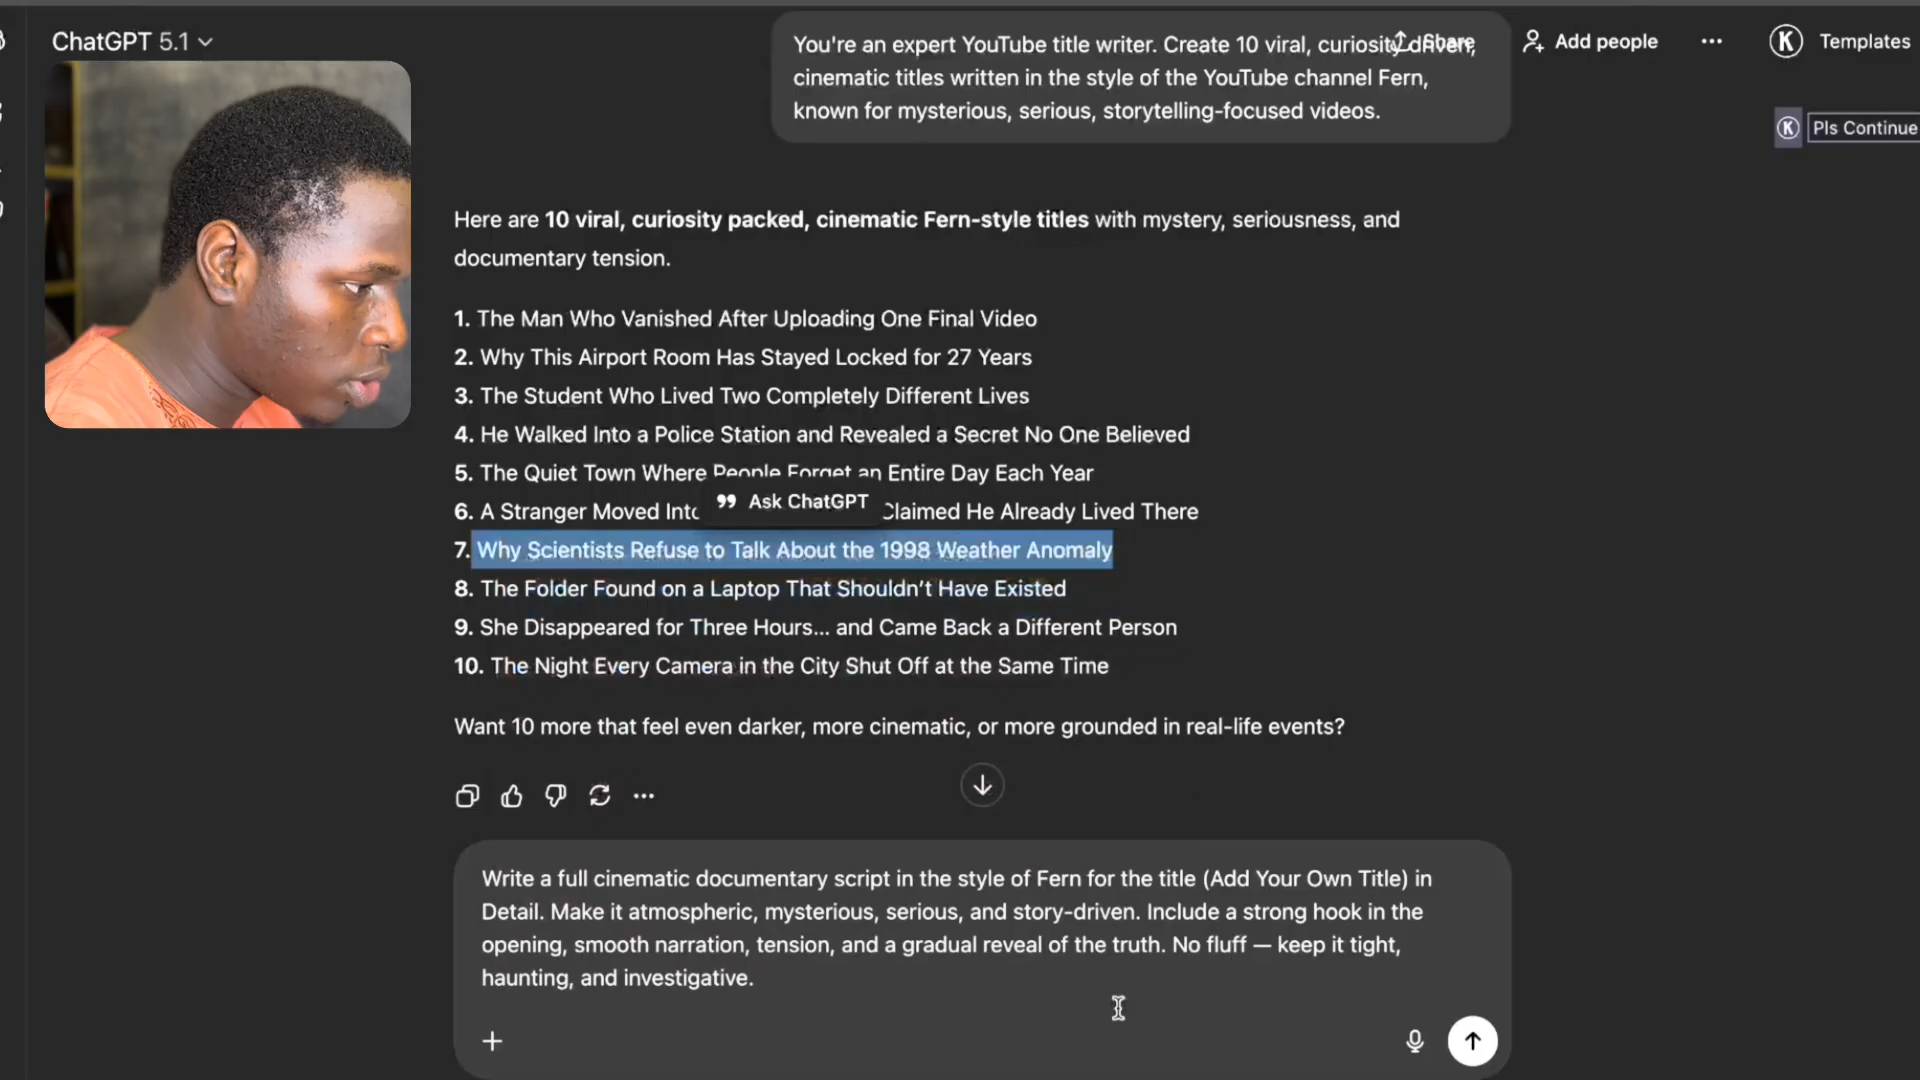 ChatGPT 5.1
You're an expert YouTube title writer. Create 10 viral, curiosity driven,
cinematic titles written in the style of the YouTube channel Fern,
known for mysterious, serious, storytelling-focused videos.
Share
Add people
K
Templates
K
Pls Continue
Here are 10 viral, curiosity packed, cinematic Fern-style titles with mystery, seriousness, and
documentary tension.
1. The Man Who Vanished After Uploading One Final Video
2. Why This Airport Room Has Stayed Locked for 27 Years
3. The Student Who Lived Two Completely Different Lives
4. He Walked Into a Police Station and Revealed a Secret No One Believed
5. The Quiet Town Where People Forget an Entire Day Each Year
Ask ChatGPT
6. A Stranger Moved Into Claimed He Already Lived There
7. Why Scientists Refuse to Talk About the 1998 Weather Anomaly
8. The Folder Found on a Laptop That Shouldn’t Have Existed
9. She Disappeared for Three Hours... and Came Back a Different Person
10. The Night Every Camera in the City Shut Off at the Same Time
Want 10 more that feel even darker, more cinematic, or more grounded in real-life events?
Write a full cinematic documentary script in the style of Fern for the title (Add Your Own Title) in
Detail. Make it atmospheric, mysterious, serious, and story-driven. Include a strong hook in the
opening, smooth narration, tension, and a gradual reveal of the truth. No fluff — keep it tight,
haunting, and investigative.